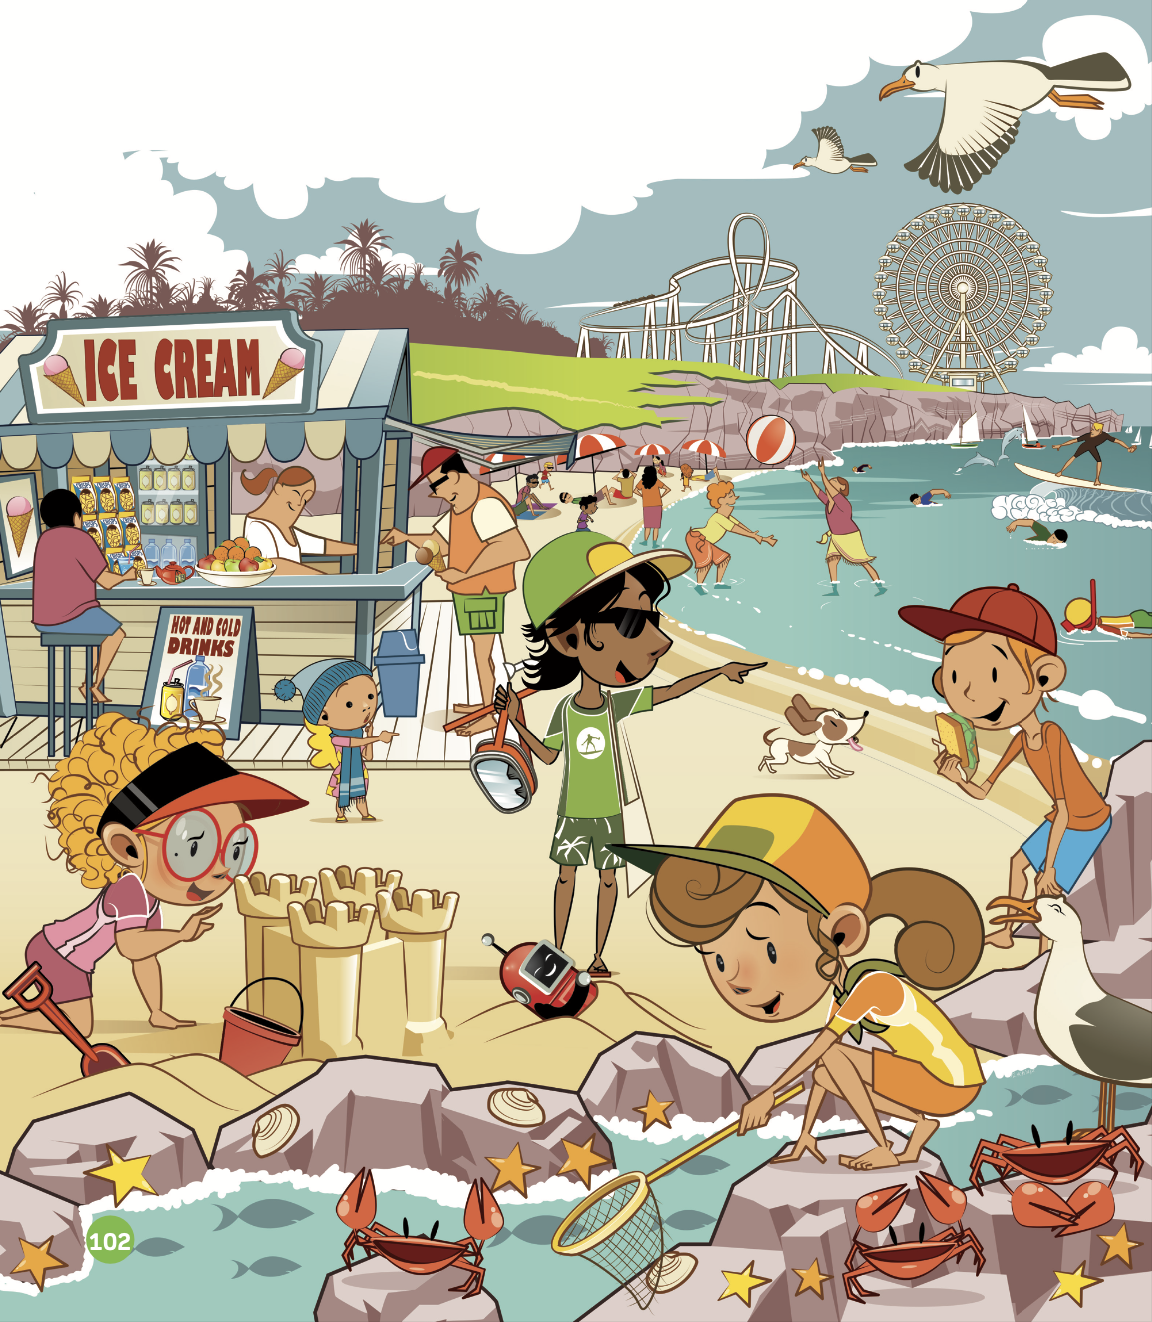 ICE CREAM
HOT AND COLD
DRINKS
102